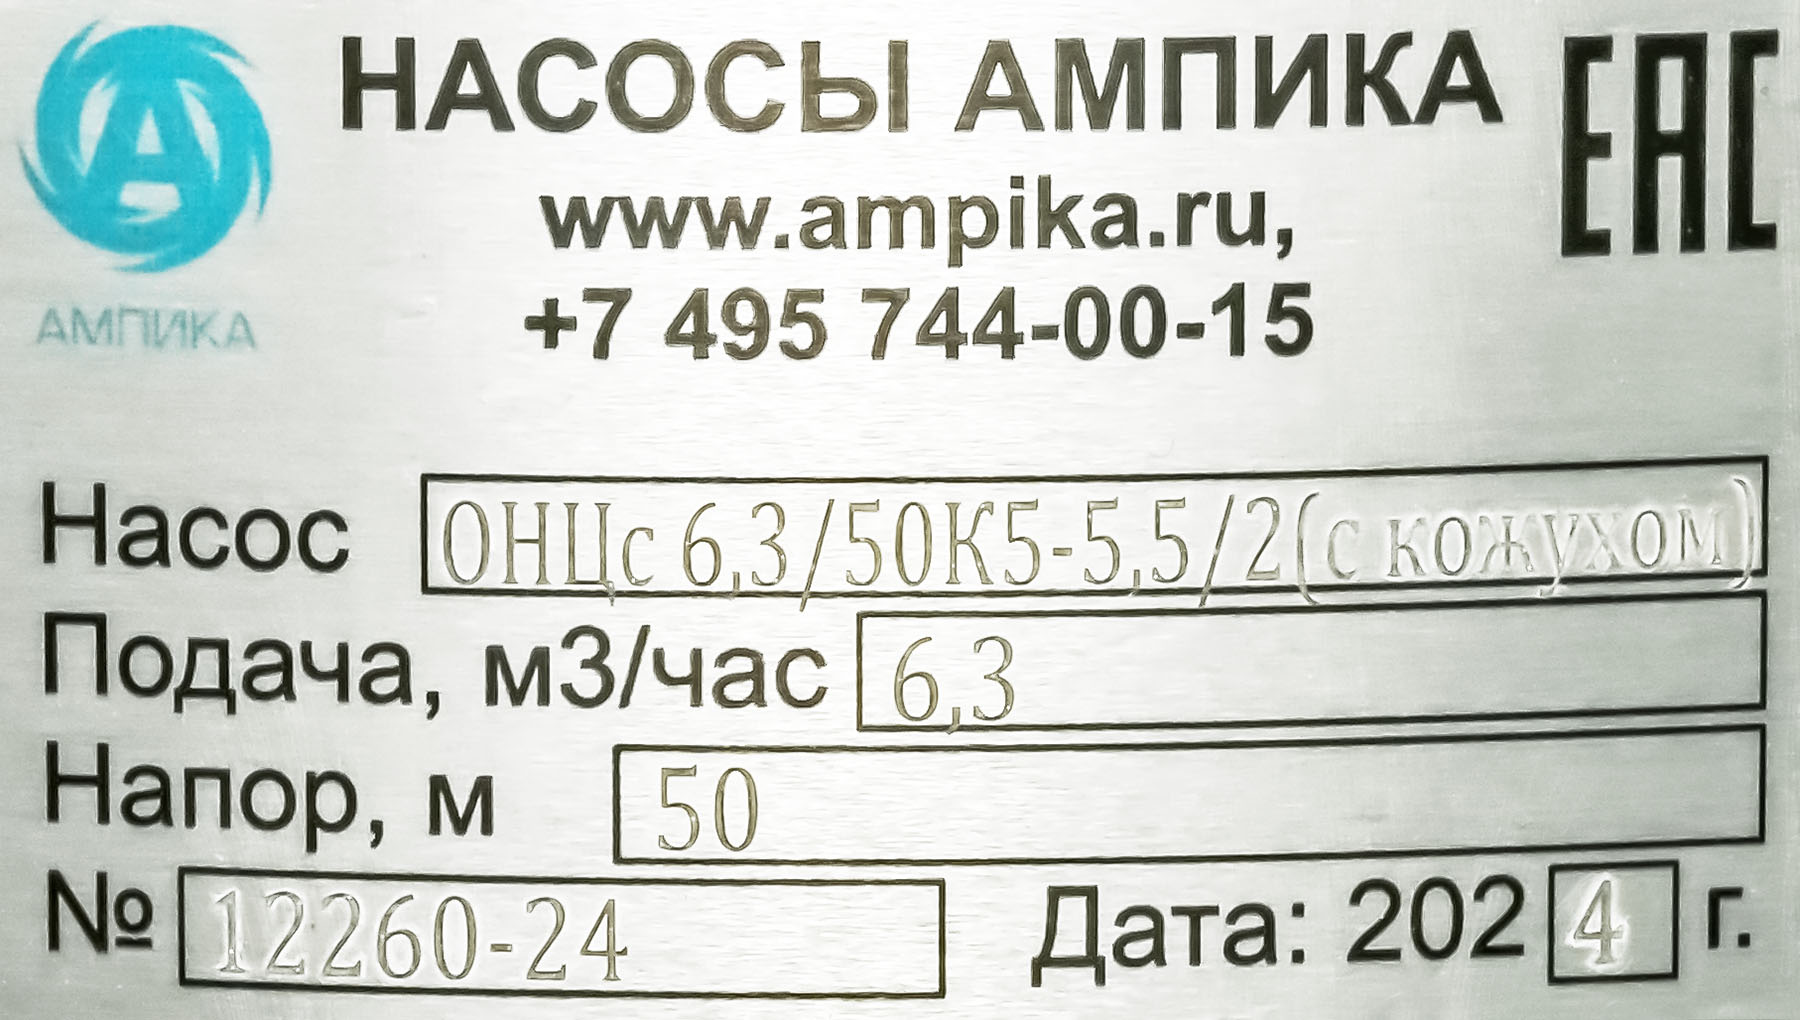 НАСОСЫ АМПИКА
ЕАС
www.ampika.ru,
+7 495 744-00-15
АМПИКА
Насос ОНЦс 6,3/50К5-5,5/2(с кожухом)
Подача, м3/час 6,3
Напор, м 50
№ 12260-24 Дата: 2024 г.